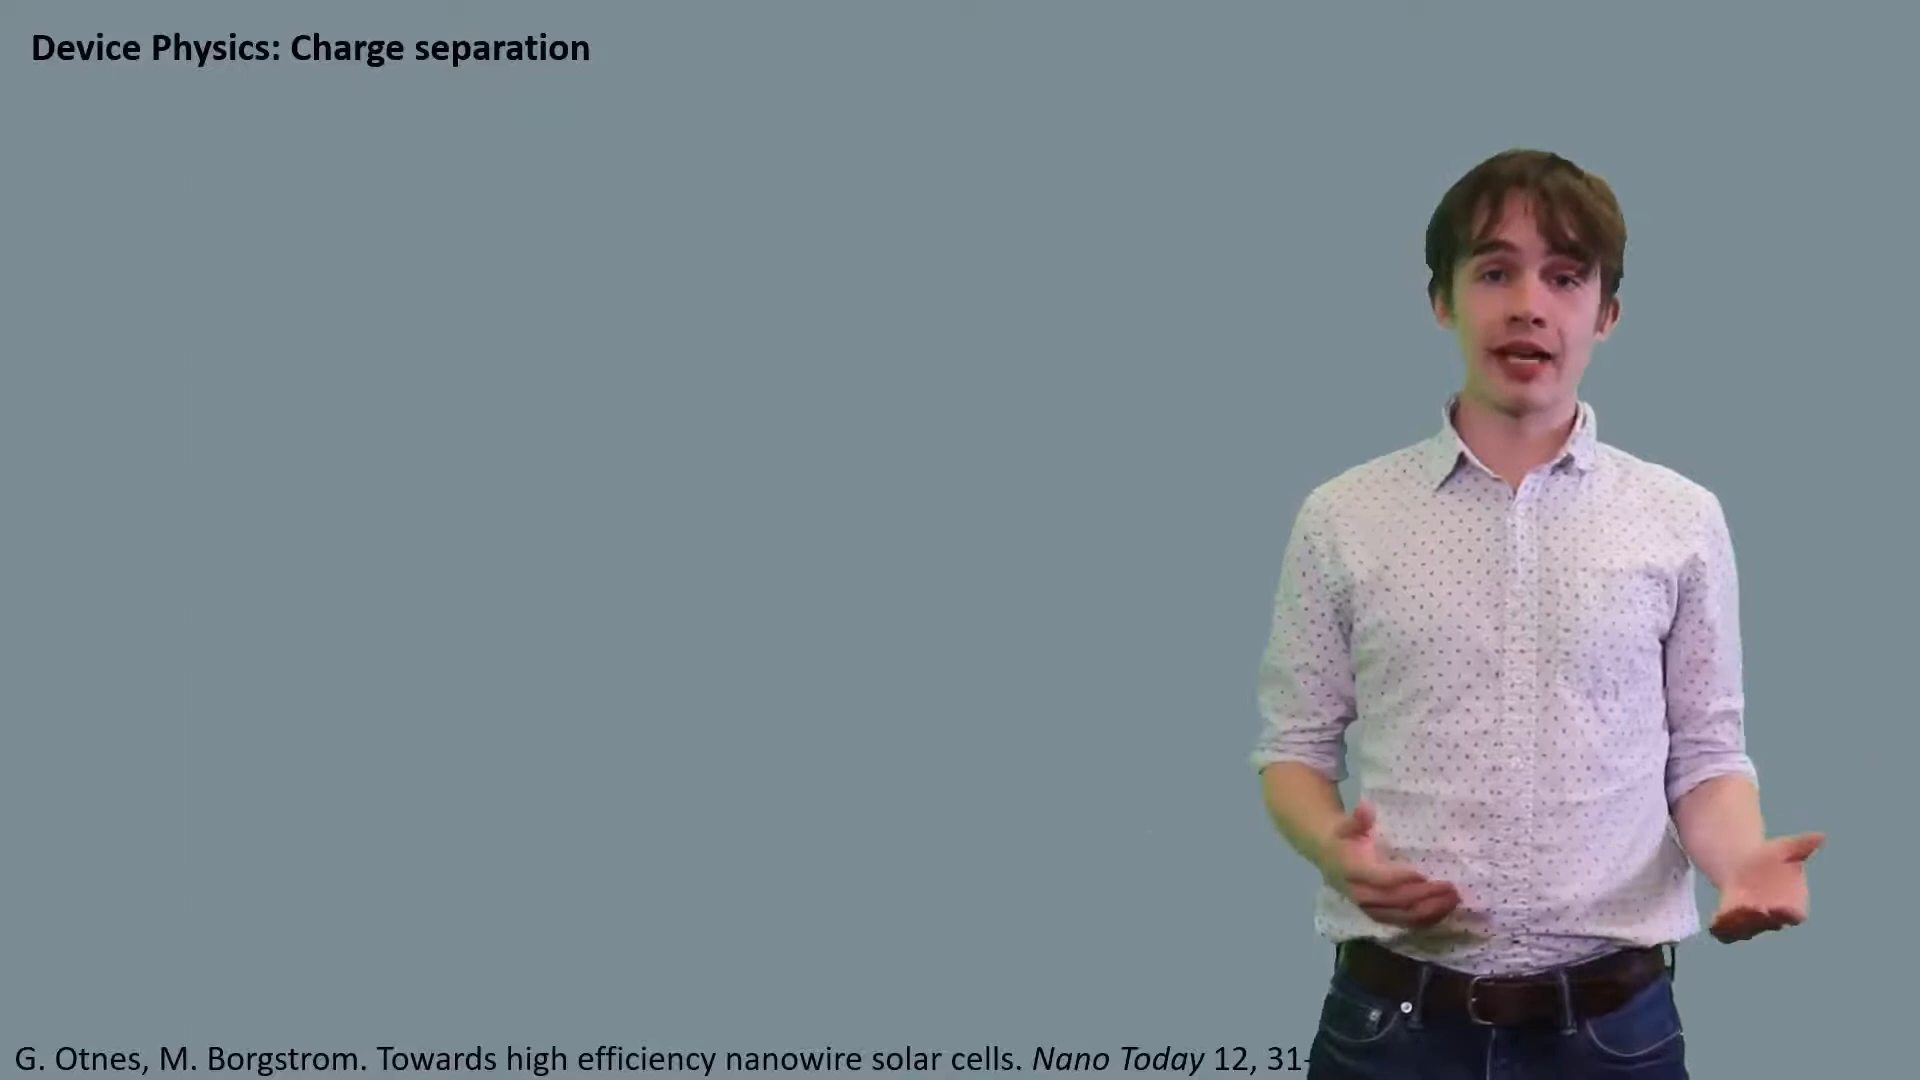 Device Physics: Charge separation
G. Otnes, M. Borgstrom. Towards high efficiency nanowire solar cells. Nano Today 12, 31-